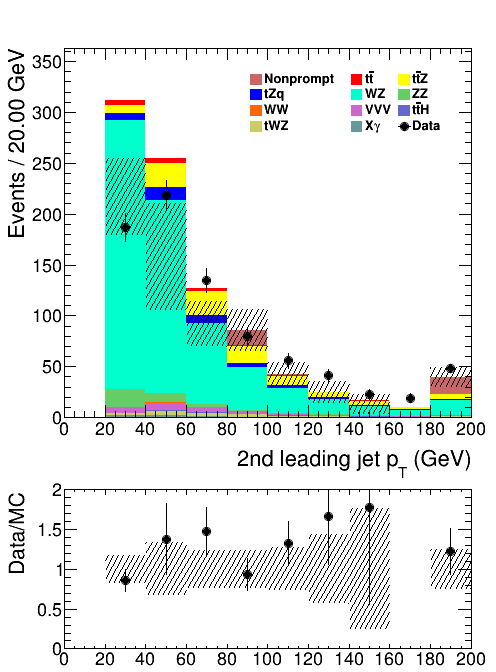 Events / 20.00 GeV
350
300
250
200
150
100
50
0
Nonprompt tt̄ tt̄Z
tZq WZ ZZ
WW VVV tt̄H
tWZ Xγ Data
0 20 40 60 80 100 120 140 160 180 200
2nd leading jet p_T (GeV)
Data/MC
2
1.5
1
0.5
0
0 20 40 60 80 100 120 140 160 180 200